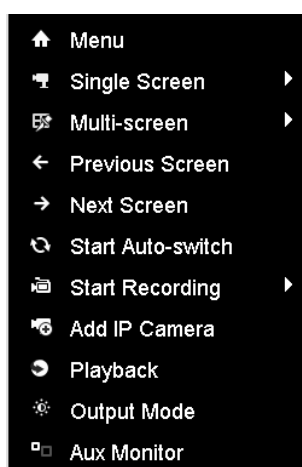 Menu
Single Screen
Multi-screen
Previous Screen
Next Screen
Start Auto-switch
Start Recording
Add IP Camera
Playback
Output Mode
Aux Monitor